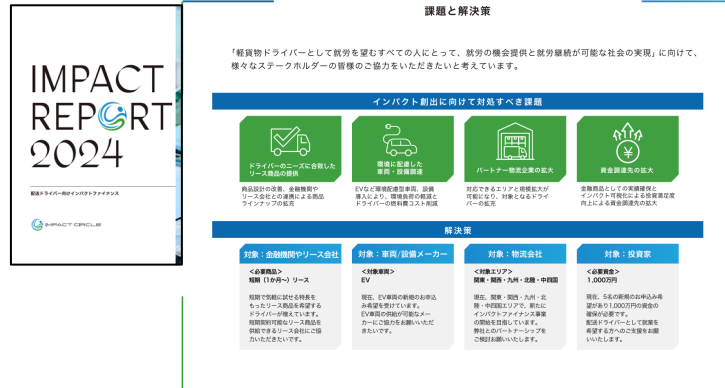 IMPACT
REPORT
2024
配送ドライバー向けインパクトファイナンス
IMPACT CIRCLE
課題と解決策
「軽貨物ドライバーとして就労を望むすべての人にとって、就労の機会提供と就労継続が可能な社会の実現」に向けて、
様々なステークホルダーの皆様のご協力をいただきたいと考えています。
インパクト創出に向けて対処すべき課題
ドライバーのニーズに合致した
リース商品の提供
商品設計の改善、金融機関や
リース会社との連携による商品
ラインナップの拡充
環境に配慮した
車両・設備調達
EVなど環境配慮型車両、設備
導入により、環境負荷の軽減と
ドライバーの燃料費コスト削減
パートナー物流企業の拡大
対応できるエリアと規模拡大が
可能になり、対象となるドライ
バーの拡充
資金調達先の拡大
金融商品としての実績確保と
インパクト可視化による投資満足度
向上による資金調達先の拡大
解決策
対象：金融機関やリース会社
<必要商品>
短期（1か月〜）リース
短期で気軽に試せる特長を
もったリース商品を希望する
ドライバーが増えています。
短期契約可能なリース商品を
供給できるリース会社にご協
力いただきたいです。
対象：車両/設備メーカー
<対象車両>
EV
現在、EV車両の新規のお申込
み希望を受けています。
EV車両の供給が可能なメー
カーにご協力をお願いいただ
きたいです。
対象：物流会社
<対象エリア>
関東・関西・九州・北陸・中四国
現在、関東・関西・九州・北
陸・中四国エリアで、新たに
インパクトファイナンス事業
の開始を目指しています。
弊社とのパートナーシップを
ご検討お願いいたします。
対象：投資家
<必要資金>
1,000万円
現在、5名の新規のお申込み希
望があり1,000万円の資金の
確保が必要です。
配送ドライバーとして就業を
希望する方へのご支援をお願
いいたします。